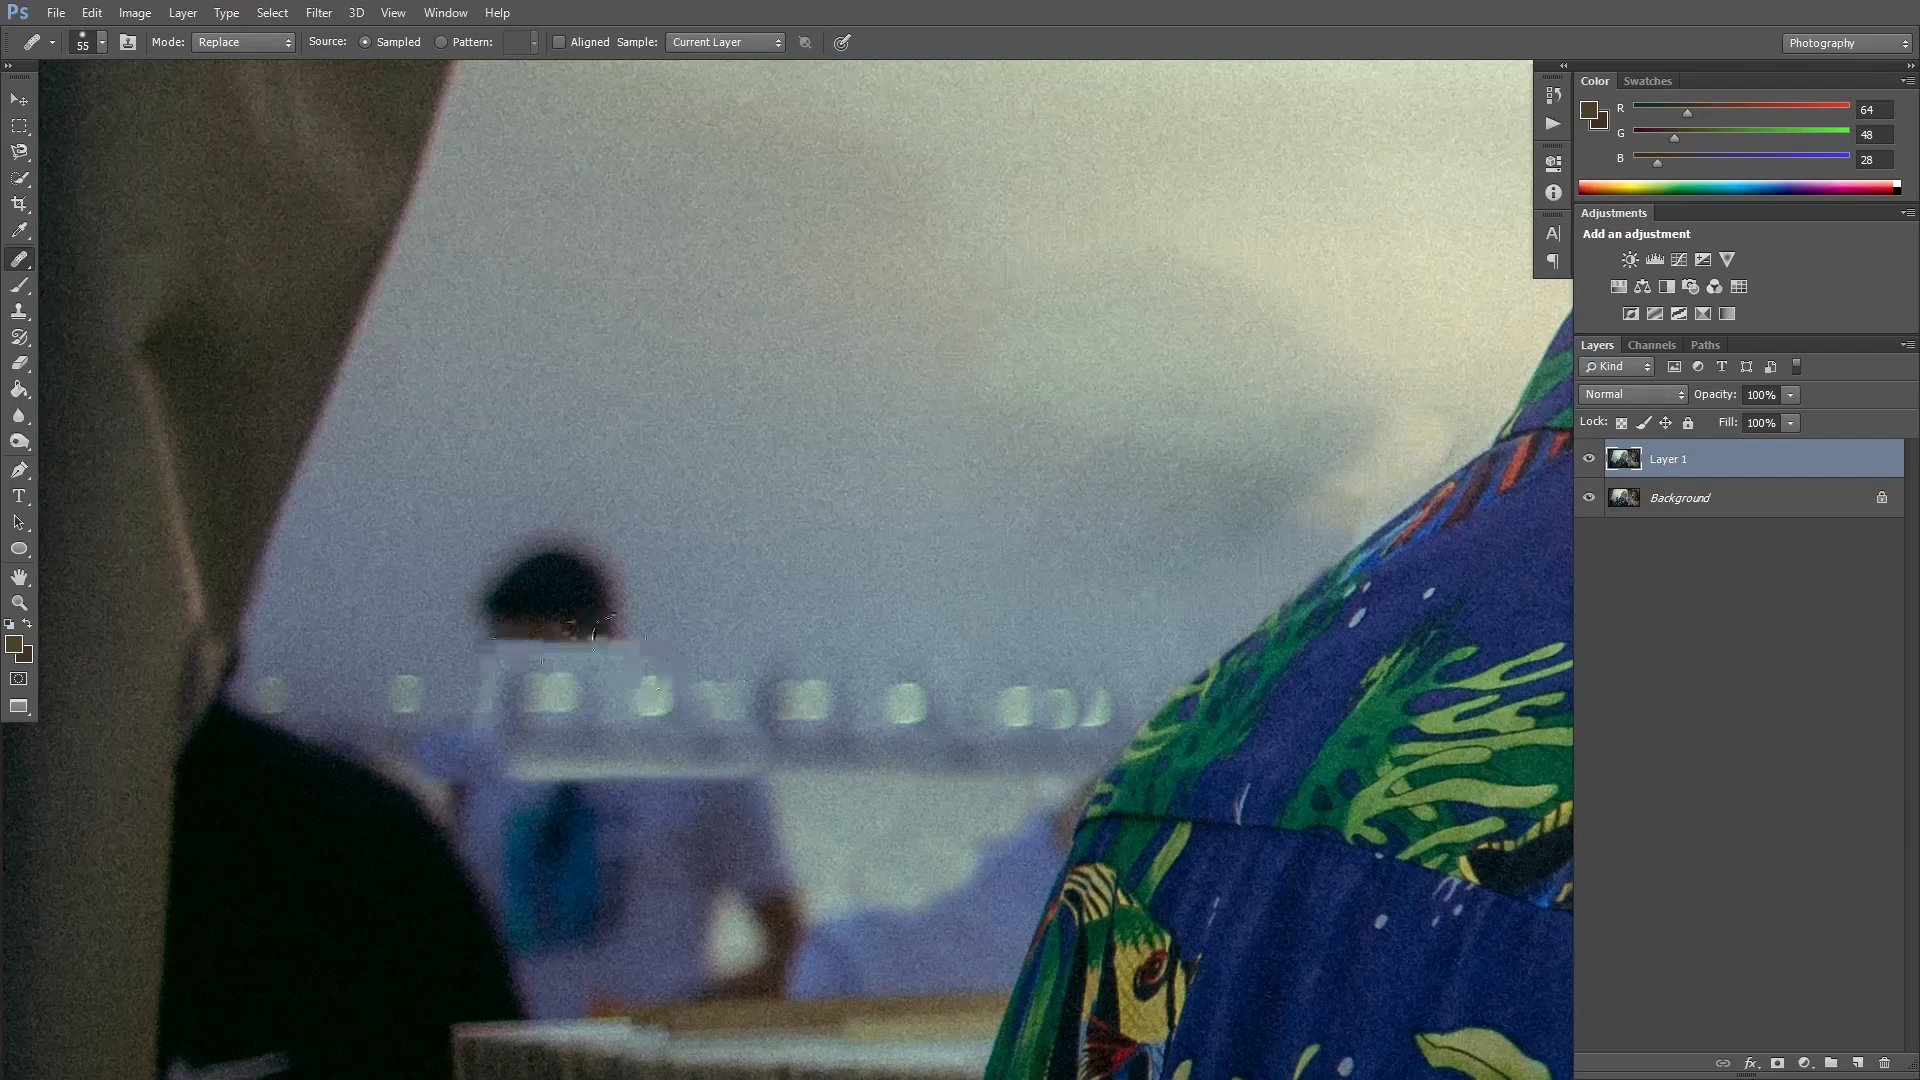 Ps File Edit Image Layer Type Select Filter 3D View Window Help
55 Mode: Replace Source: Sampled Pattern: Aligned Sample: Current Layer Photography
Color Swatches
R 64
G 48
B 28
Adjustments
Add an adjustment
Layers Channels Paths
Kind
Normal Opacity: 100%
Lock: Fill: 100%
Layer 1
Background